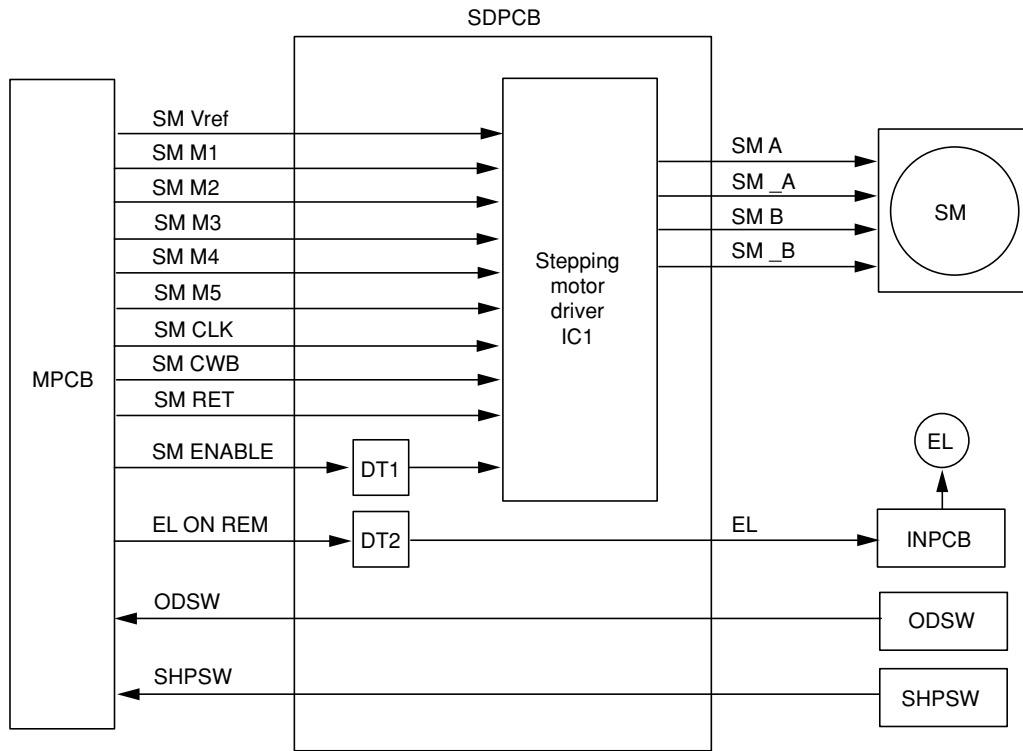 SDPCB
MPCB
SM Vref
SM M1
SM M2
SM M3
SM M4
SM M5
SM CLK
SM CWB
SM RET
SM ENABLE
EL ON REM
ODSW
SHPSW
DT1
DT2
Stepping
motor
driver
IC1
SM A
SM _A
SM B
SM _B
EL
SM
EL
INPCB
ODSW
SHPSW